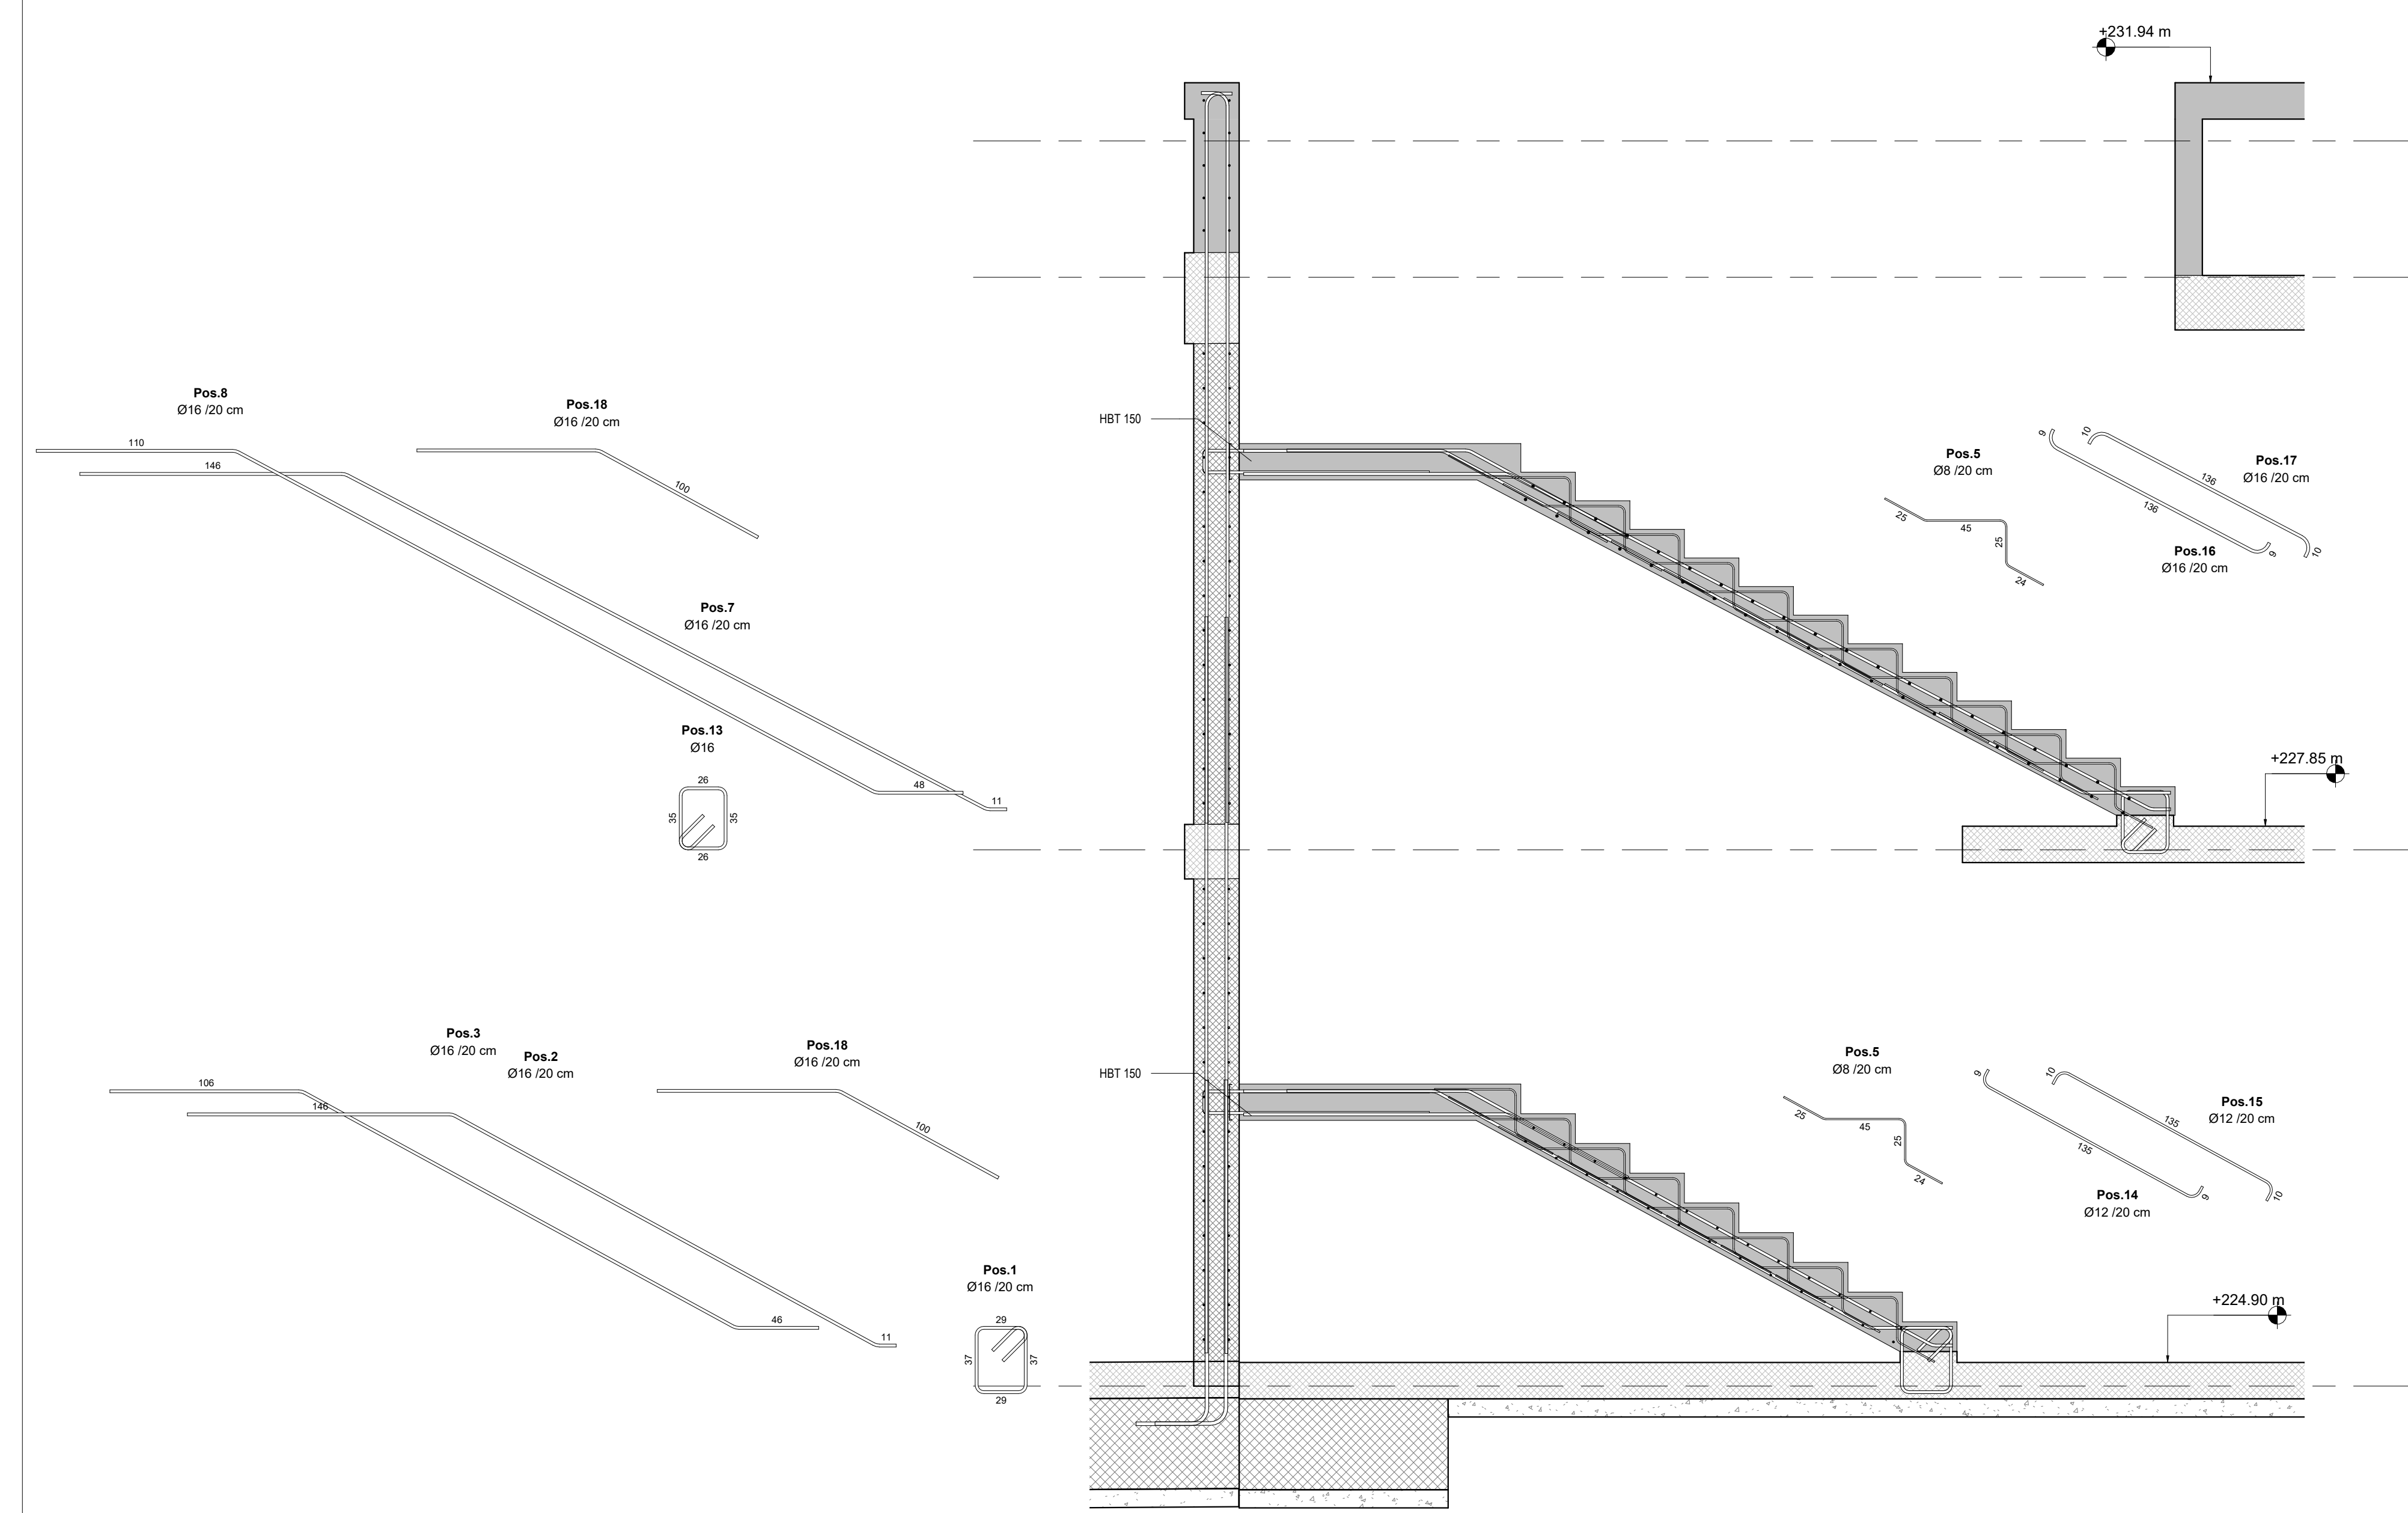 +231.94 m
Pos.8
Ø16 /20 cm
110
146
Pos.18
Ø16 /20 cm
100
HBT 150
Pos.5
Ø8 /20 cm
25
45
25
24
9
10
136
136
Pos.17
Ø16 /20 cm
Pos.16
Ø16 /20 cm
9
10
Pos.7
Ø16 /20 cm
Pos.13
Ø16
26
35
35
26
48
11
+227.85 m
Pos.3
Ø16 /20 cm
Pos.2
Ø16 /20 cm
106
146
46
11
Pos.18
Ø16 /20 cm
100
HBT 150
Pos.5
Ø8 /20 cm
25
45
25
24
9
10
135
135
Pos.15
Ø12 /20 cm
Pos.14
Ø12 /20 cm
9
10
Pos.1
Ø16 /20 cm
29
37
37
29
+224.90 m